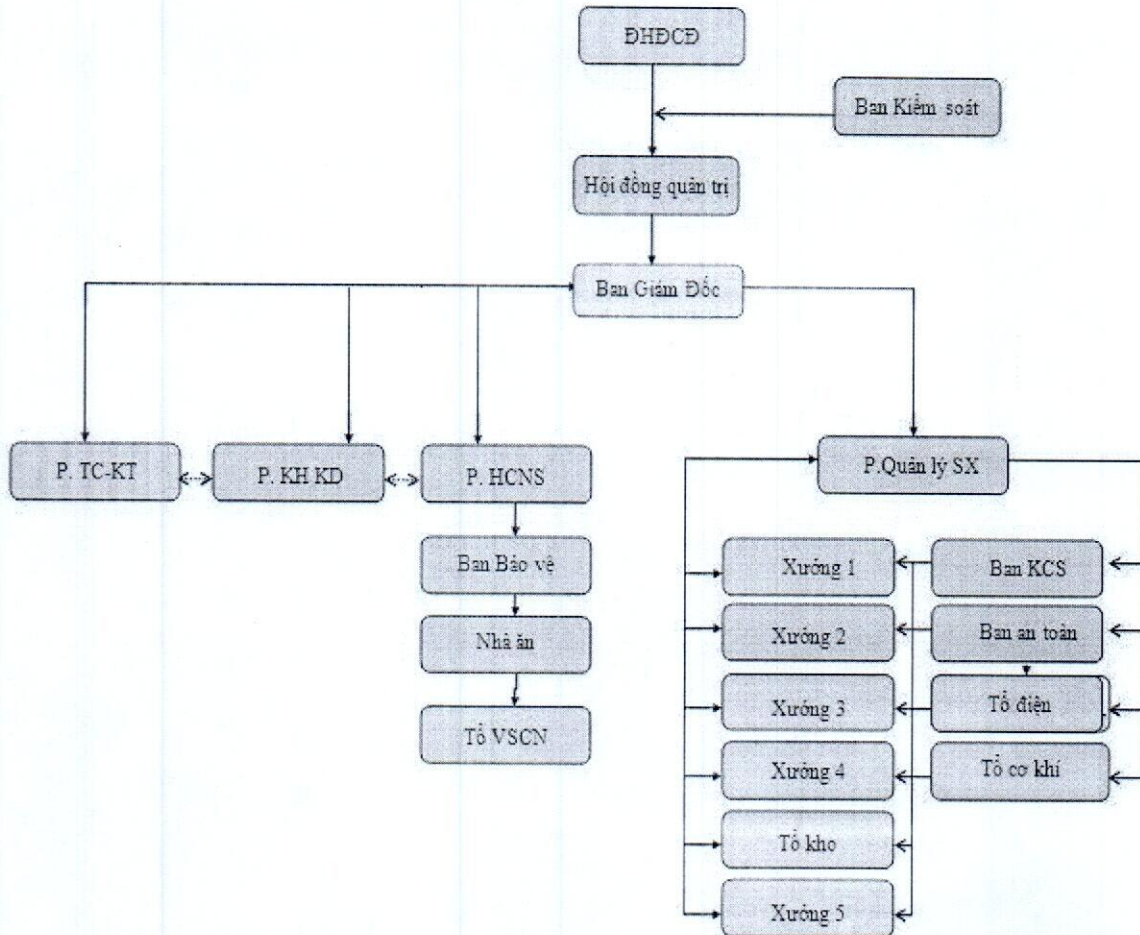 ĐHĐCĐ
Ban Kiểm soát
Hội đồng quản trị
Ban Giám Đốc
P. TC-KT
P. KH KD
P. HCNS
P.Quản lý SX
Ban Bảo vệ
Nhà ăn
Tổ VSCN
Xưởng 1
Ban KCS
Xưởng 2
Ban an toàn
Xưởng 3
Tổ điện
Xưởng 4
Tổ cơ khí
Tổ kho
Xưởng 5